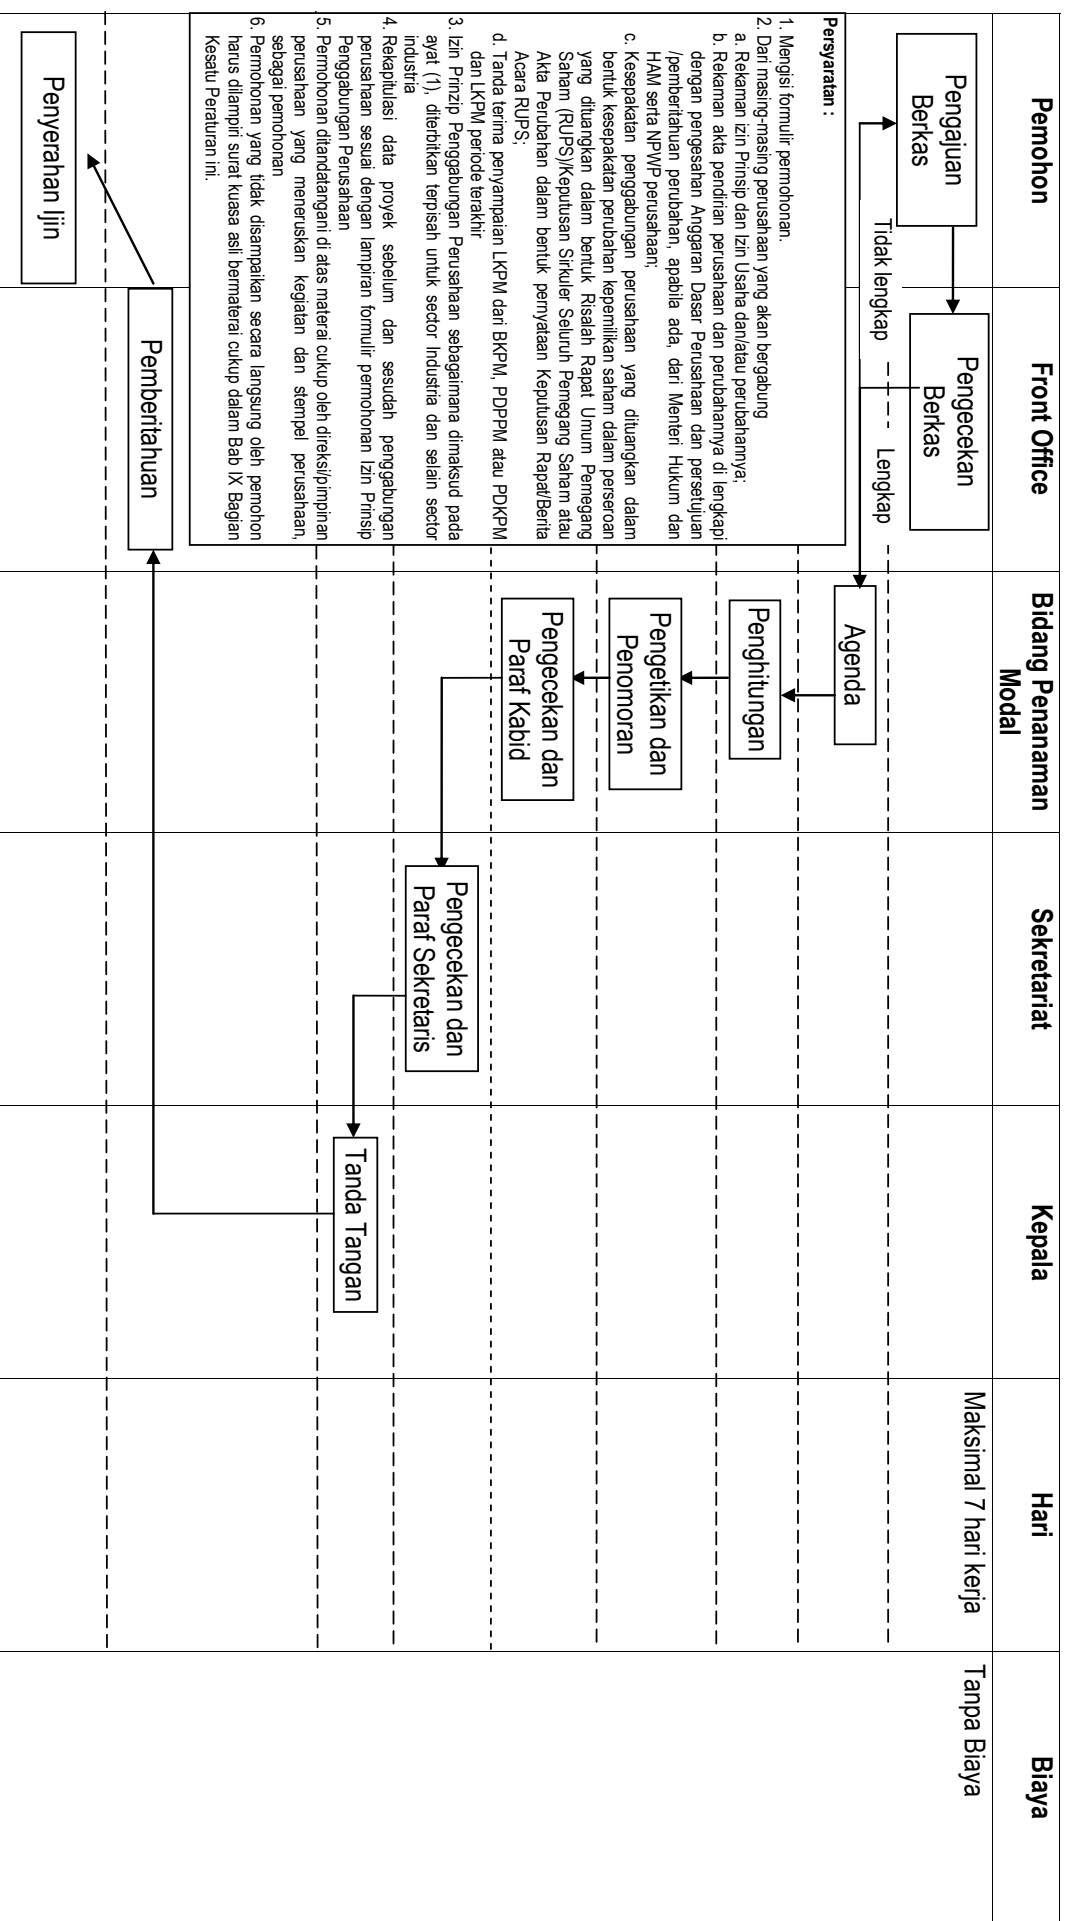 Pemohon
Front Office
Bidang Penanaman
Modal
Sekretariat
Kepala
Hari
Biaya
Maksimal 7 hari kerja
Tanpa Biaya
Pengajuan
Berkas
Pengecekan
Berkas
Tidak lengkap
Lengkap
Agenda
Penghitungan
Pengetikan dan
Penomoran
Pengecekan dan
Paraf Kabid
Pengecekan dan
Paraf Sekretaris
Tanda Tangan
Pemberitahuan
Penyerahan Ijin
Persyaratan :
1. Mengisi formulir permohonan.
2. Dari masing-masing perusahaan yang akan bergabung
a. Rekaman izin Prinsip dan Izin Usaha dan/atau perubahannya;
b. Rekaman akta pendirian perusahaan dan perubahannya di lengkapi
dengan pengesahan Anggaran Dasar Perusahaan dan persetujuan
/pemberitahuan perubahan, apabila ada, dari Menteri Hukum dan
HAM serta NPWP perusahaan;
c. Kesepakatan penggabungan perusahaan yang dituangkan dalam
bentuk kesepakatan perubahan kepemilikan saham dalam perseroan
yang dituangkan dalam bentuk Risalah Rapat Umum Pemegang
Saham (RUPS)/Keputusan Sirkuler Seluruh Pemegang Saham atau
Akta Perubahan dalam bentuk pernyataan Keputusan Rapat/Berita
Acara RUPS;
d. Tanda terima penyampaian LKPM dari BKPM, PDPPM atau PDKPM
dan LKPM periode terakhir
3. Izin Prinzip Penggabungan Perusahaan sebagaimana dimaksud pada
ayat (1), diterbitkan terpisah untuk sector Industria dan selain sector
industria
4. Rekapitulasi data proyek sebelum dan sesudah penggabungan
perusahaan sesuai dengan lampiran formulir permohonan Izin Prinsip
Penggabungan Perusahaan
5. Permohonan ditandatangani di atas materai cukup oleh direksi/pimpinan
perusahaan yang meneruskan kegiatan dan stempel perusahaan,
sebagai pemohonan
6. Permohonan yang tidak disampaikan secara langsung oleh pemohon
harus dilampiri surat kuasa asli bermaterai cukup dalam Bab IX Bagian
Kesatu Peraturan ini.